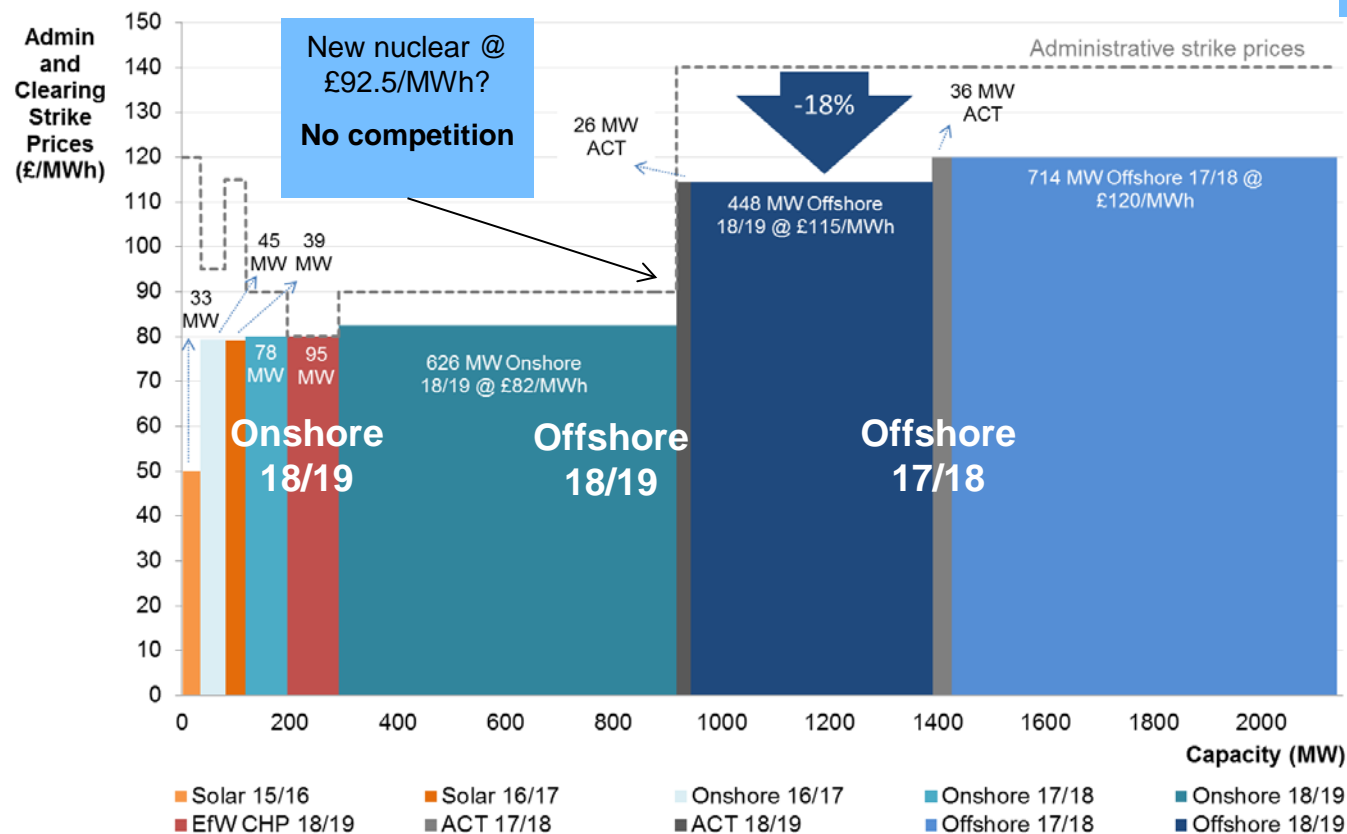 Admin
and
Clearing
Strike
Prices
(£/MWh)
150
140
130
120
110
100
90
80
70
60
50
40
30
20
10
0
New nuclear @
£92.5/MWh?
No competition
Administrative strike prices
-18%
26 MW
ACT
36 MW
ACT
448 MW Offshore
18/19 @ £115/MWh
714 MW Offshore 17/18 @
£120/MWh
33
MW
45
MW
39
MW
78
MW
95
MW
626 MW Onshore
18/19 @ £82/MWh
Onshore
18/19
Offshore
18/19
Offshore
17/18
0 200 400 600 800 1000 1200 1400 1600 1800 2000
Capacity (MW)
Solar 15/16 Solar 16/17 Onshore 16/17 Onshore 17/18 Onshore 18/19
EfW CHP 18/19 ACT 17/18 ACT 18/19 Offshore 17/18 Offshore 18/19